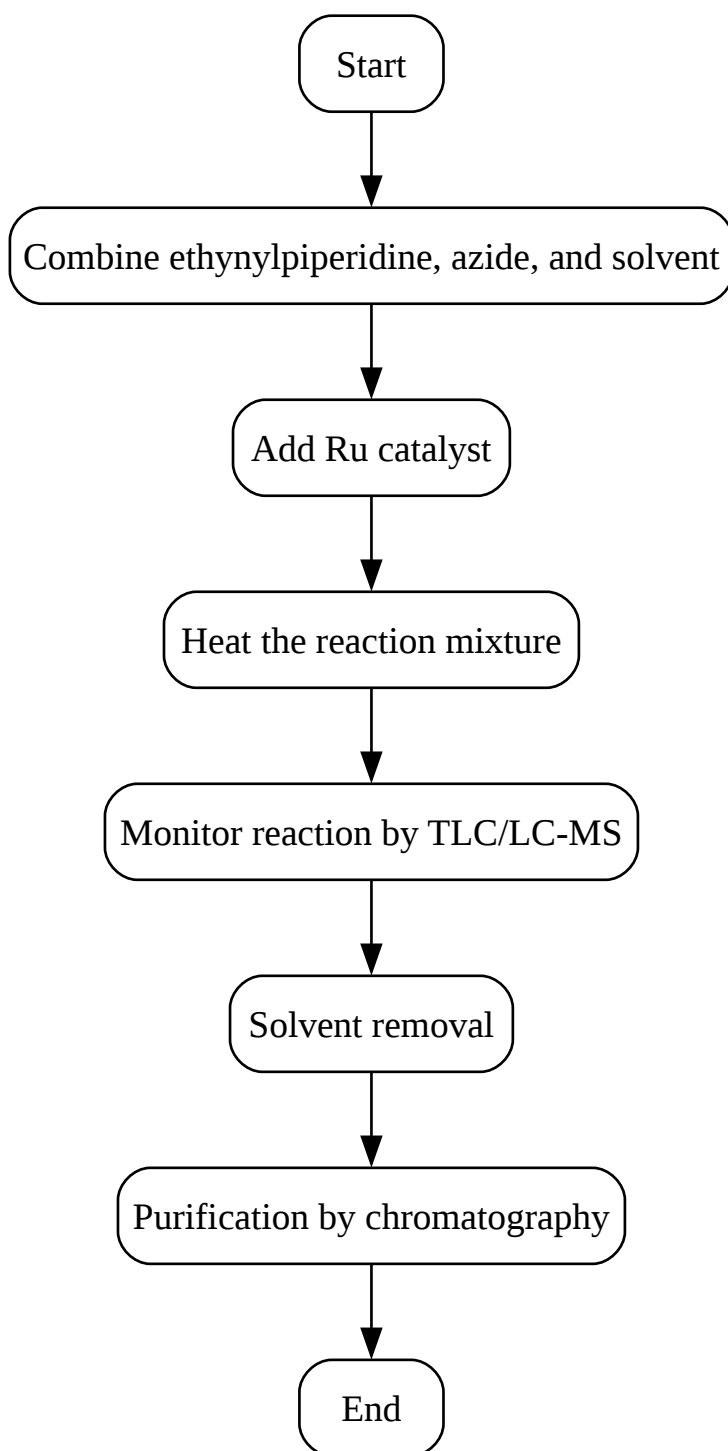 Start
Combine ethynylpiperidine, azide, and solvent
Add Ru catalyst
Heat the reaction mixture
Monitor reaction by TLC/LC-MS
Solvent removal
Purification by chromatography
End